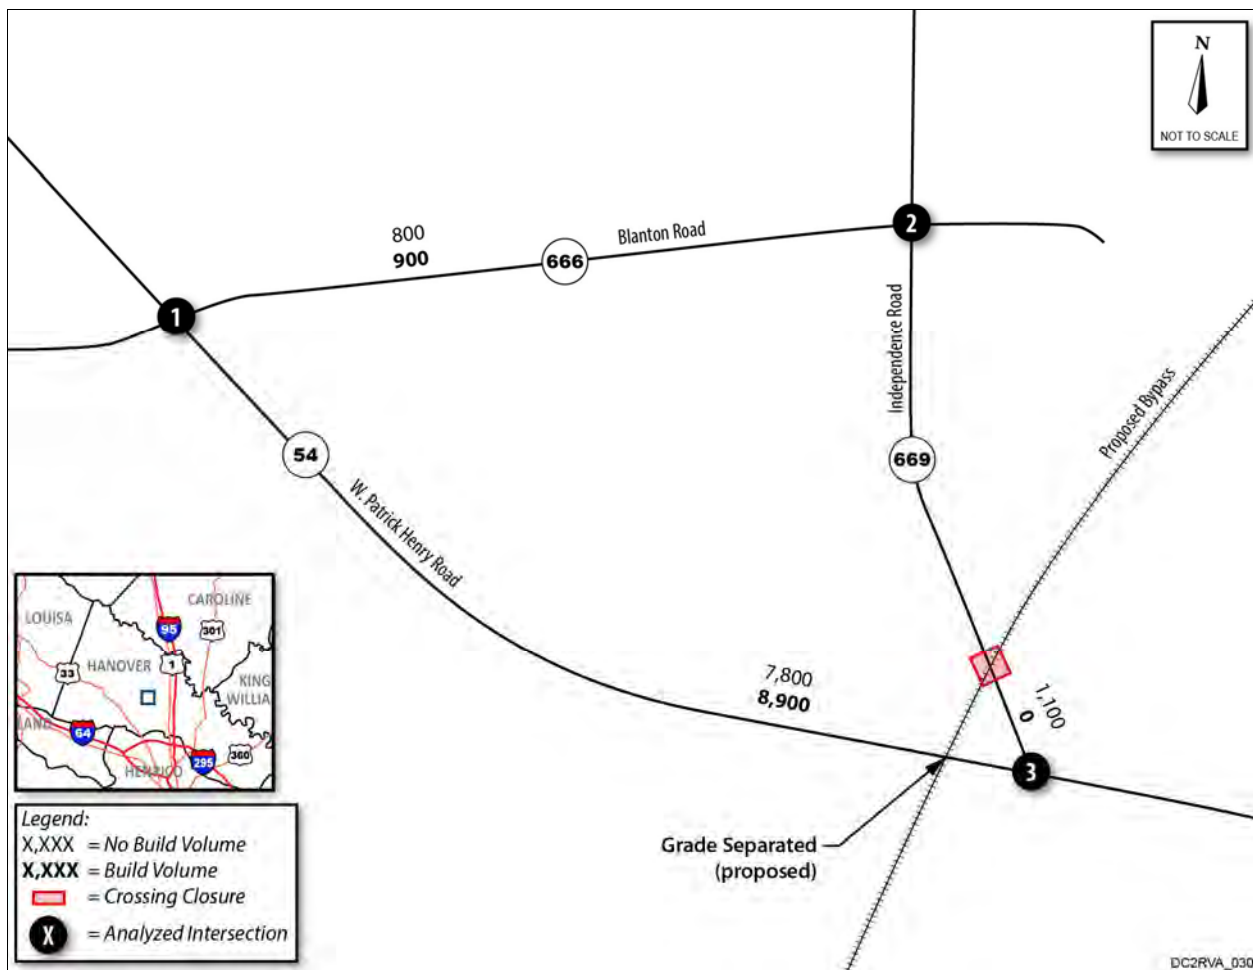 N
NOT TO SCALE
2
800
900
Blanton Road
666
1
Independence Road
Proposed Bypass
54
669
W. Patrick Henry Road
CAROLINE
LOUISA
95
301
HANOVER
1
33
KING
WILLIA
LAND
64
295
360
HENRICO
7,800
8,900
1,100
0
3
Grade Separated
(proposed)
Legend:
X,XXX = No Build Volume
X,XXX = Build Volume
= Crossing Closure
X = Analyzed Intersection
DC2RVA_030